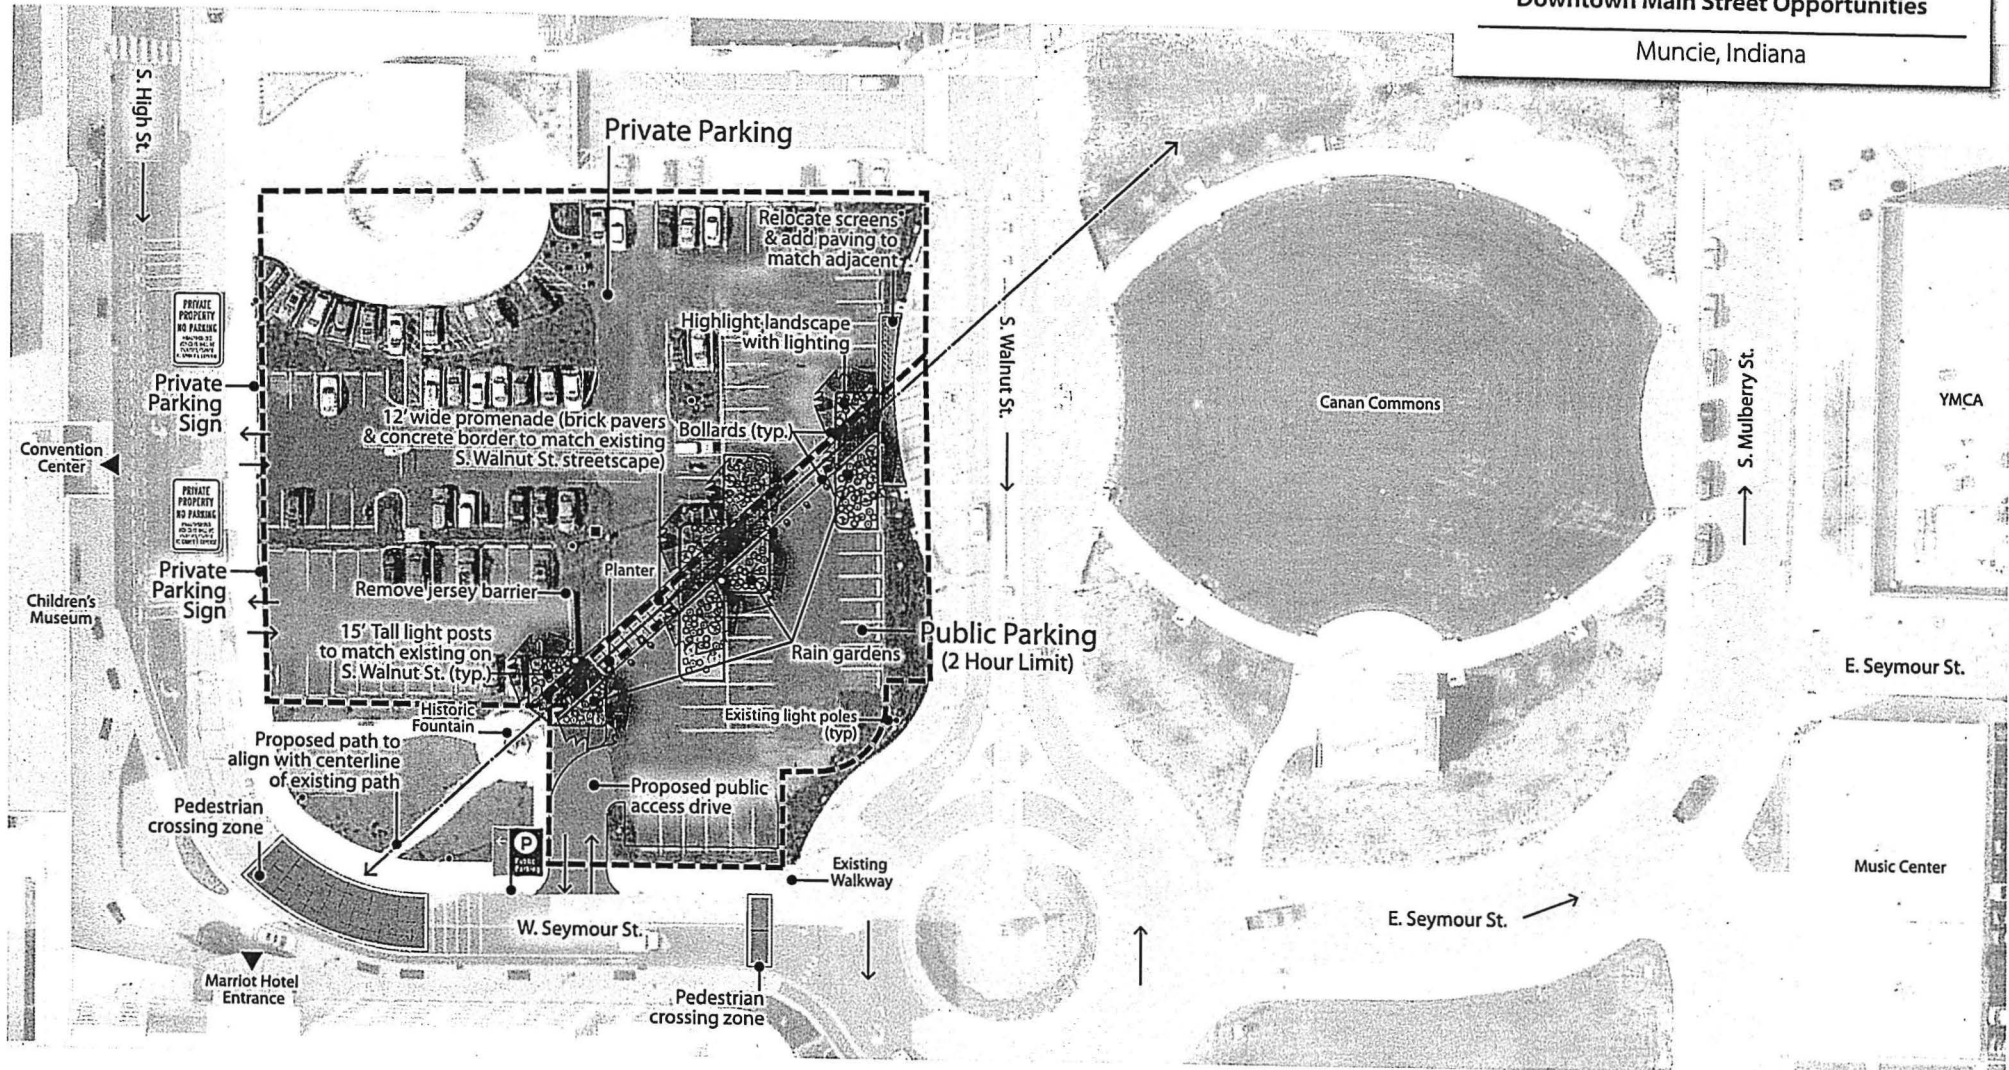 Downtown Main Street Opportunities
Muncie, Indiana
S. High St.
Private Parking
Relocate screens
& add paving to
match adjacent
PRIVATE
PROPERTY
NO PARKING
Highlight landscape
with lighting
S. Walnut St.
Private
Parking
Sign
12' wide promenade (brick pavers
& concrete border to match existing
S. Walnut St. streetscape)
Bollards (typ.)
Canan Commons
S. Mulberry St.
YMCA
Convention
Center
PRIVATE
PROPERTY
NO PARKING
Private
Parking
Sign
Planter
Remove jersey barrier
Children's
Museum
15' Tall light posts
to match existing on
S. Walnut St. (typ.)
Rain gardens
Public Parking
(2 Hour Limit)
E. Seymour St.
Historic
Fountain
Existing light poles
(typ)
Proposed path to
align with centerline
of existing path
Proposed public
access drive
Pedestrian
crossing zone
P
PUBLIC
PARKING
Existing
Walkway
Music Center
W. Seymour St.
E. Seymour St.
Marriot Hotel
Entrance
Pedestrian
crossing zone